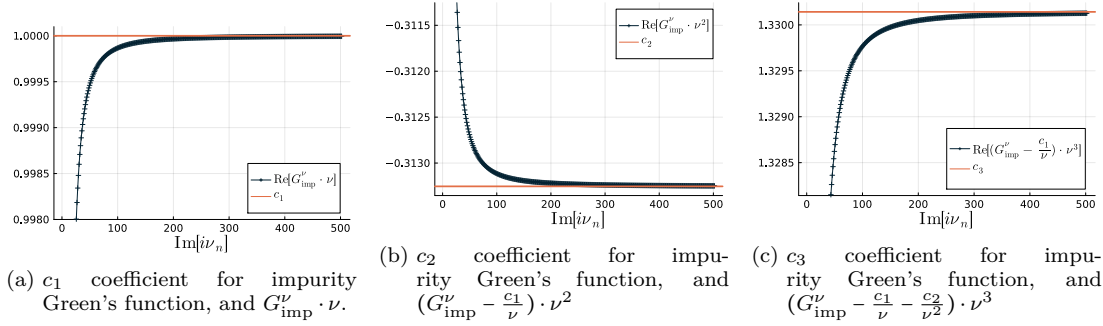 1.0000
0.9995
0.9990
0.9985
0.9980
0 100 200 300 400 500
Im[iν_n]
Re[G^ν_imp · ν]
c_1
(a) c_1 coefficient for impurity
Green's function, and G^ν_imp · ν.
−0.3115
−0.3120
−0.3125
−0.3130
0 100 200 300 400 500
Im[iν_n]
Re[G^ν_imp · ν^2]
c_2
(b) c_2 coefficient for impu-
rity Green's function, and
(G^ν_imp − c_1/ν) · ν^2
1.3300
1.3295
1.3290
1.3285
0 100 200 300 400 500
Im[iν_n]
Re[(G^ν_imp − c_1/ν) · ν^3]
c_3
(c) c_3 coefficient for impu-
rity Green's function, and
(G^ν_imp − c_1/ν − c_2/ν^2) · ν^3